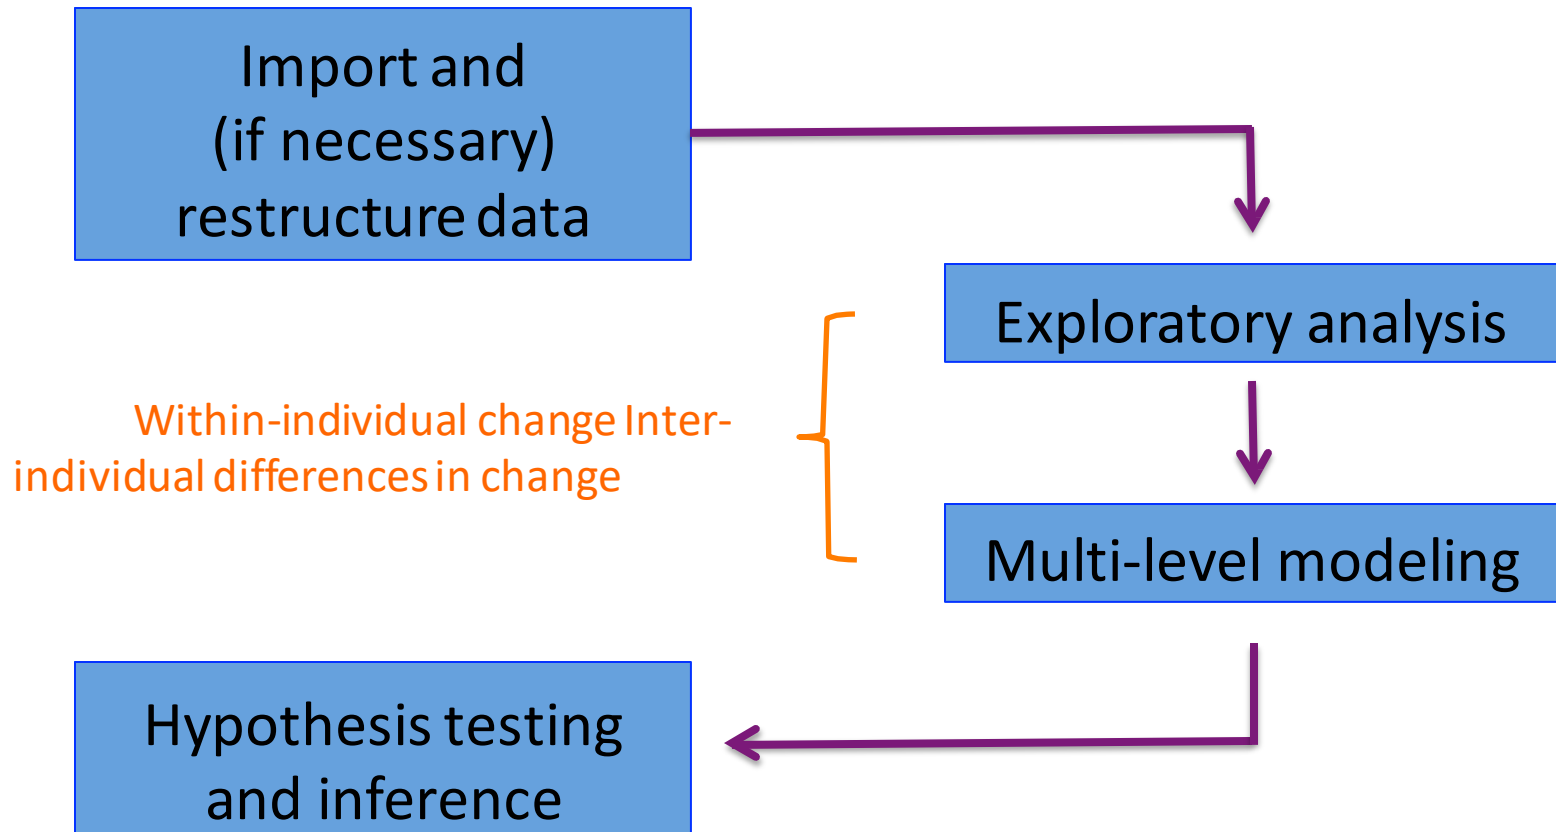 Import and
(if necessary)
restructure data
Exploratory analysis
Within-individual change Inter-
individual differences in change
Multi-level modeling
Hypothesis testing
and inference